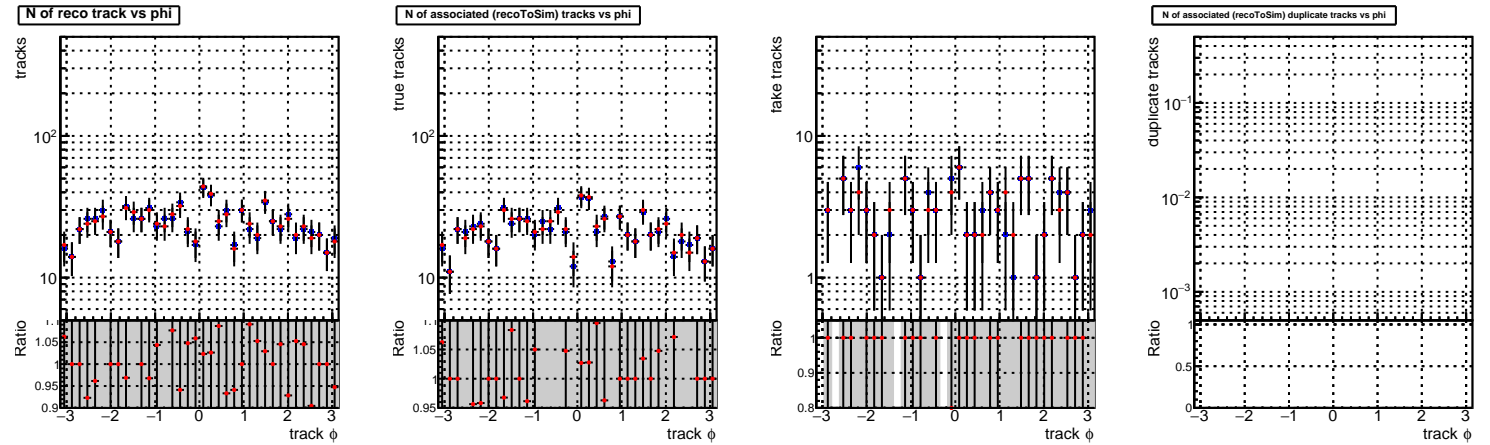 N of reco track vs phi
tracks
10²
10
Ratio
1.1
1.05
1
0.95
0.9
−3 −2 −1 0 1 2 3
track ϕ
N of associated (recoToSim) tracks vs phi
true tracks
10²
10
Ratio
1.1
1.05
1
0.95
−3 −2 −1 0 1 2 3
track ϕ
fake tracks
10
1
Ratio
1
0.9
0.8
−3 −2 −1 0 1 2 3
track ϕ
N of associated (recoToSim) duplicate tracks vs phi
duplicate tracks
10⁻¹
10⁻²
10⁻³
Ratio
1
0.5
0
−3 −2 −1 0 1 2 3
track ϕ